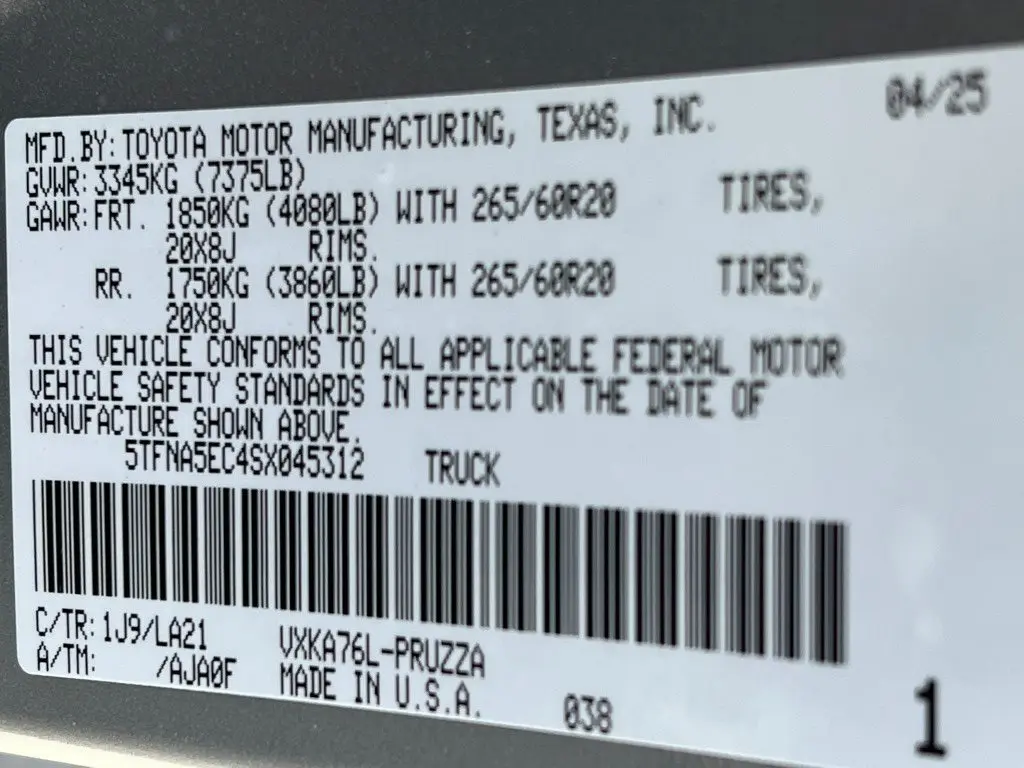 04/25
MFD.BY: TOYOTA MOTOR MANUFACTURING, TEXAS, INC.
GVWR: 3345KG (7375LB)
GAWR: FRT. 1850KG (4080LB) WITH 265/60R20 TIRES,
20X8J RIMS.
RR. 1750KG (3860LB) WITH 265/60R20 TIRES,
20X8J RIMS.
THIS VEHICLE CONFORMS TO ALL APPLICABLE FEDERAL MOTOR
VEHICLE SAFETY STANDARDS IN EFFECT ON THE DATE OF
MANUFACTURE SHOWN ABOVE.
5TFNA5EC4SX045312 TRUCK
C/TR: 1J9/LA21 VXKA76L-PRUZZA
A/TM: /AJA0F MADE IN U.S.A. 038
1